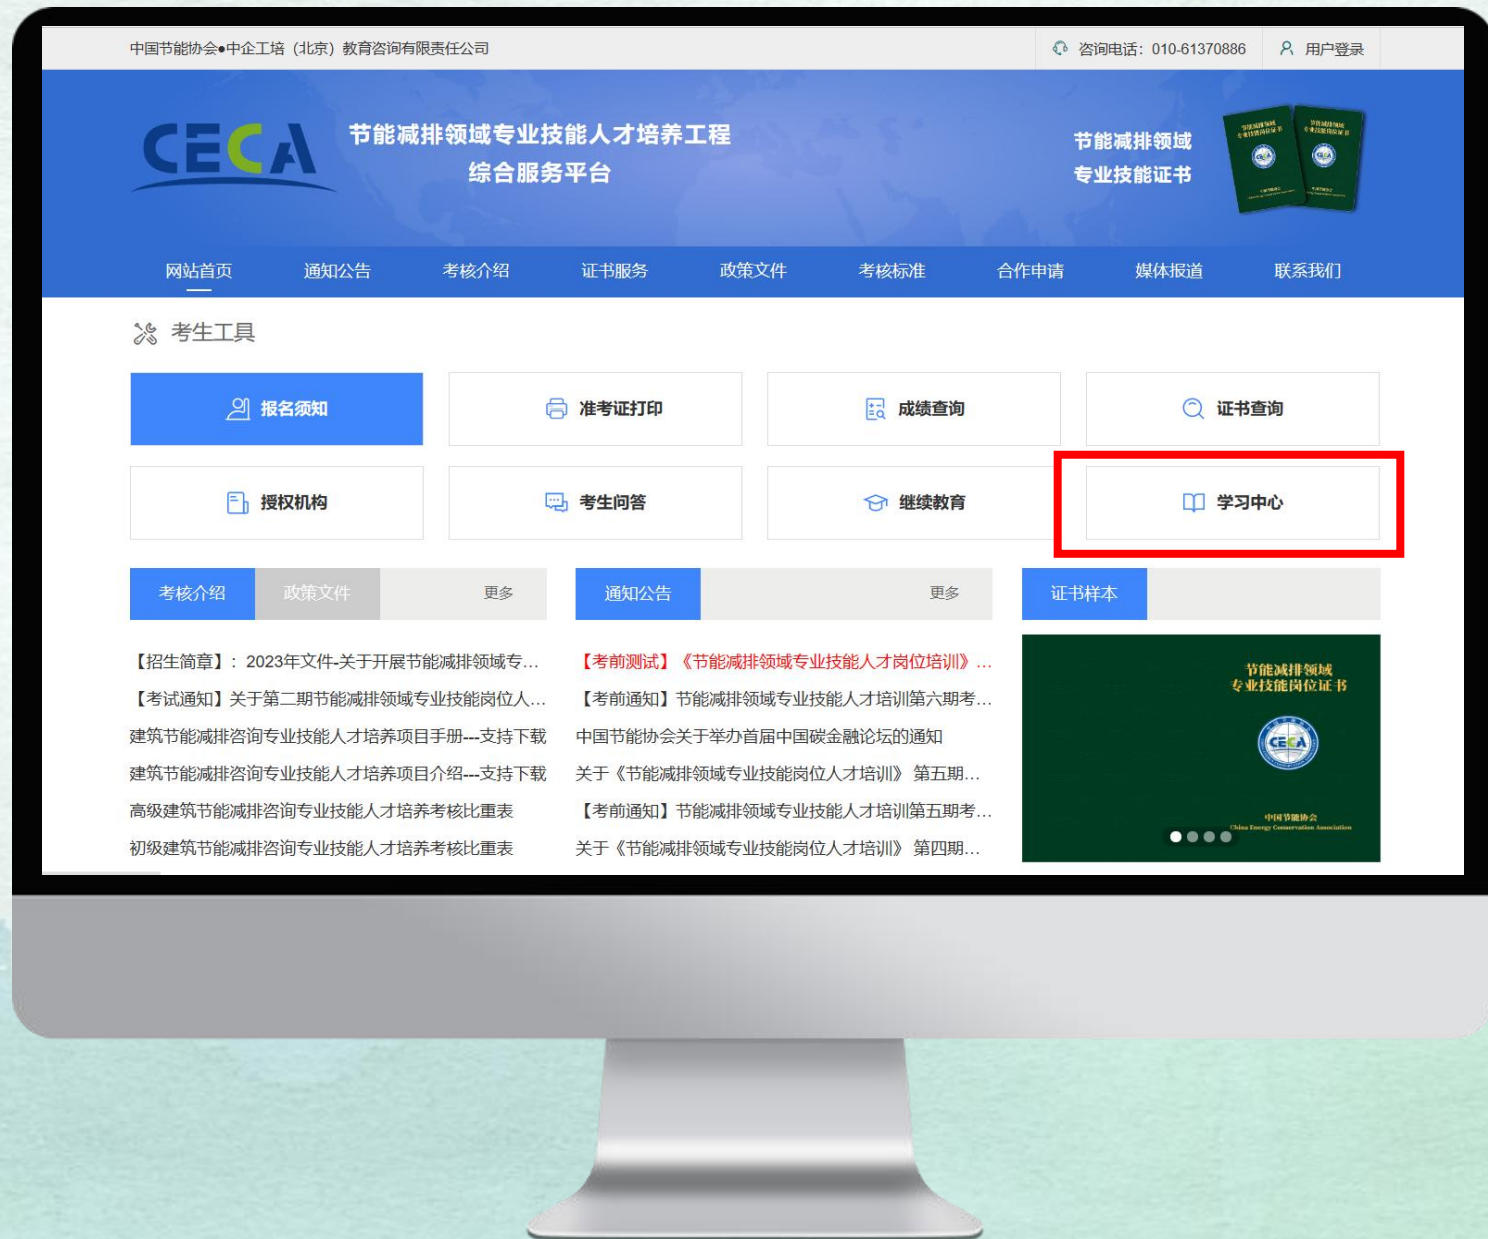 中国节能协会●中企工培（北京）教育咨询有限责任公司
咨询电话：010-61370886
用户登录
CECA
节能减排领域专业技能人才培养工程
综合服务平台
节能减排领域
专业技能证书
网站首页 通知公告 考核介绍 证书服务 政策文件 考核标准 合作申请 媒体报道 联系我们
考生工具
报名须知 准考证打印 成绩查询 证书查询
授权机构 考生问答 继续教育 学习中心
考核介绍 政策文件 更多
【招生简章】：2023年文件-关于开展节能减排领域专…
【考试通知】关于第二期节能减排领域专业技能岗位人…
建筑节能减排咨询专业技能人才培养项目手册---支持下载
建筑节能减排咨询专业技能人才培养项目介绍---支持下载
高级建筑节能减排咨询专业技能人才培养考核比重表
初级建筑节能减排咨询专业技能人才培养考核比重表
通知公告 更多
【考前测试】《节能减排领域专业技能人才岗位培训》…
【考前通知】节能减排领域专业技能人才培训第六期考…
中国节能协会关于举办首届中国碳金融论坛的通知
关于《节能减排领域专业技能岗位人才培训》 第五期…
【考前通知】节能减排领域专业技能人才培训第五期考…
关于《节能减排领域专业技能岗位人才培训》 第四期…
证书样本
节能减排领域
专业技能岗位证书
CECA
中国节能协会
China Energy Conservation Association